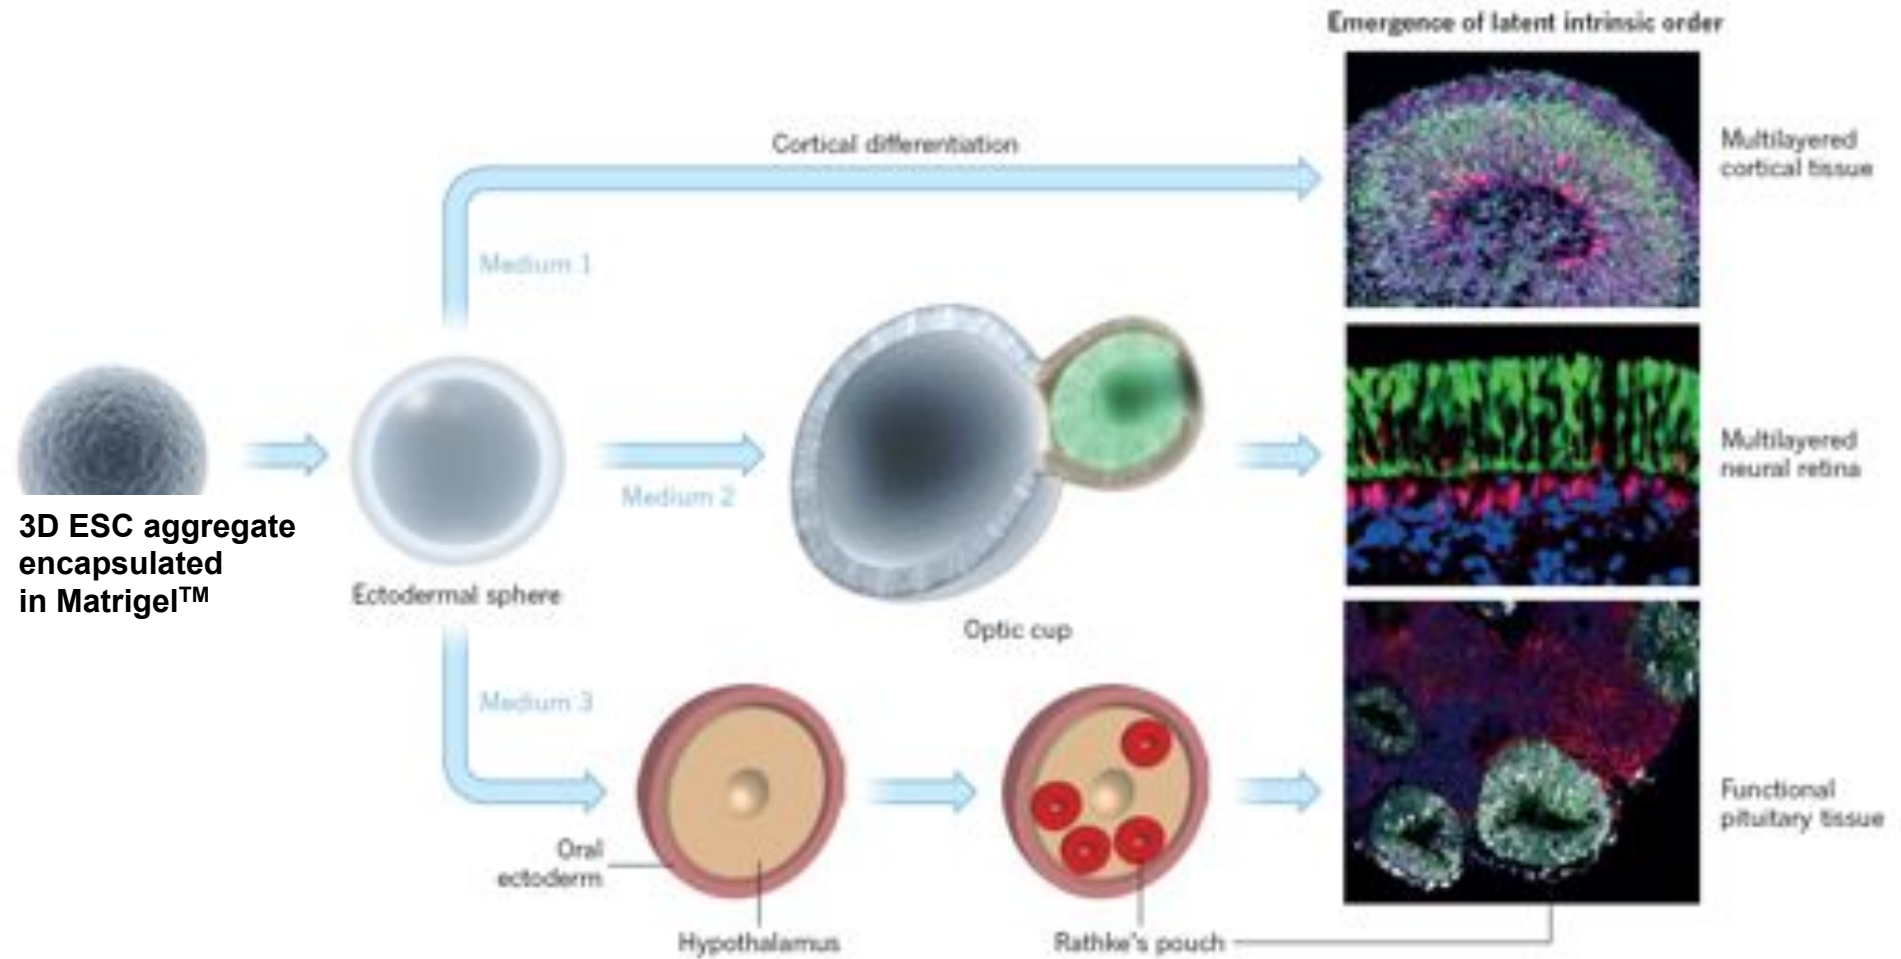 Emergence of latent intrinsic order
Cortical differentiation
Multilayered
cortical tissue
Medium 1
Multilayered
neural retina
Medium 2
3D ESC aggregate
encapsulated
in Matrigel™
Ectodermal sphere
Optic cup
Medium 3
Functional
pituitary tissue
Oral
ectoderm
Hypothalamus
Rathke's pouch